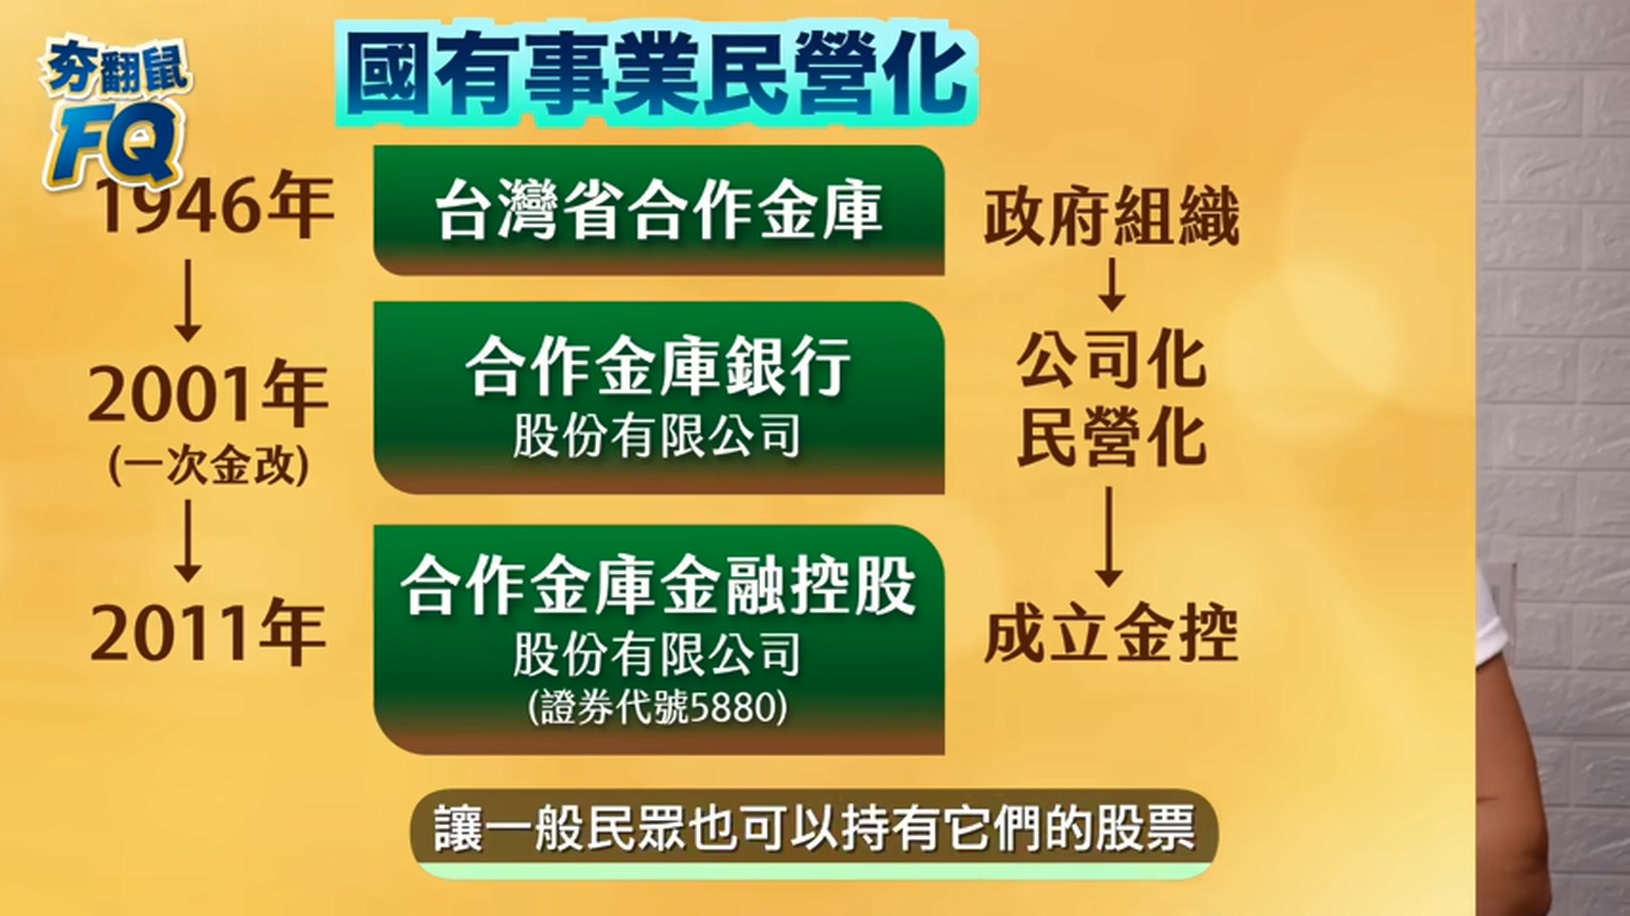 夯翻鼠
FQ
國有事業民營化
1946年
台灣省合作金庫
政府組織
2001年
(一次金改)
合作金庫銀行
股份有限公司
公司化
民營化
2011年
合作金庫金融控股
股份有限公司
(證券代號5880)
成立金控
讓一般民眾也可以持有它們的股票